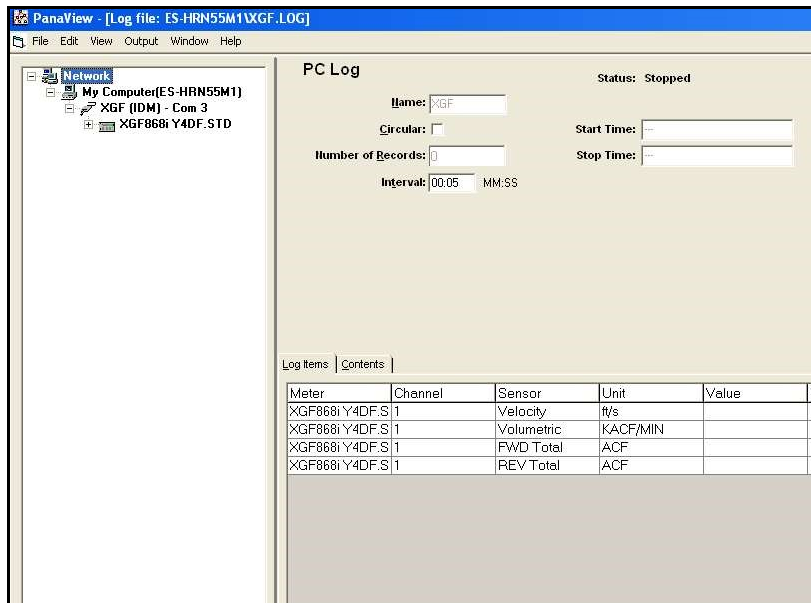 PanaView - [Log file: ES-HRN55M1\XGF.LOG]
File Edit View Output Window Help
Network
My Computer(ES-HRN55M1)
XGF (IDM) - Com 3
XGF868i Y4DF.STD
PC Log
Status: Stopped
Name: XGF
Circular:
Start Time: ---
Number of Records: 0
Stop Time: ---
Interval: 00:05 MM:SS
Log Items Contents
Meter Channel Sensor Unit Value
XGF868i Y4DF.S 1 Velocity ft/s
XGF868i Y4DF.S 1 Volumetric KACF/MIN
XGF868i Y4DF.S 1 FWD Total ACF
XGF868i Y4DF.S 1 REV Total ACF